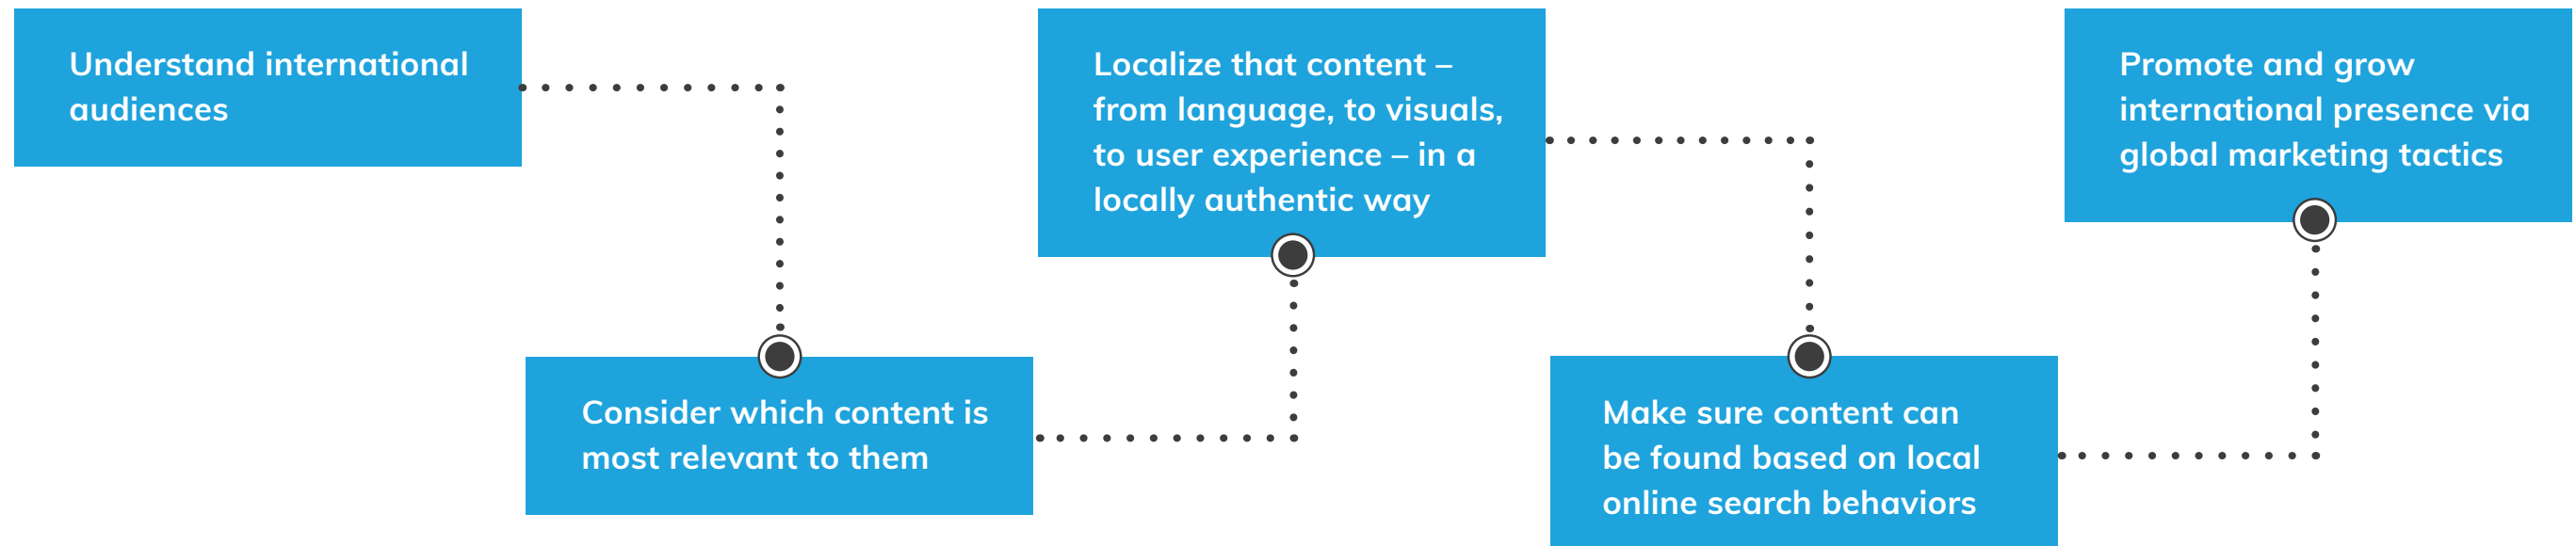 Understand international
audiences
Consider which content is
most relevant to them
Localize that content –
from language, to visuals,
to user experience – in a
locally authentic way
Make sure content can
be found based on local
online search behaviors
Promote and grow
international presence via
global marketing tactics